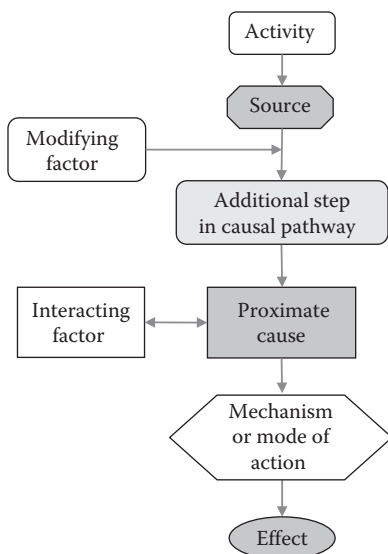 Activity
Source
Modifying
factor
Additional step
in causal pathway
Interacting
factor
Proximate
cause
Mechanism
or mode of
action
Effect